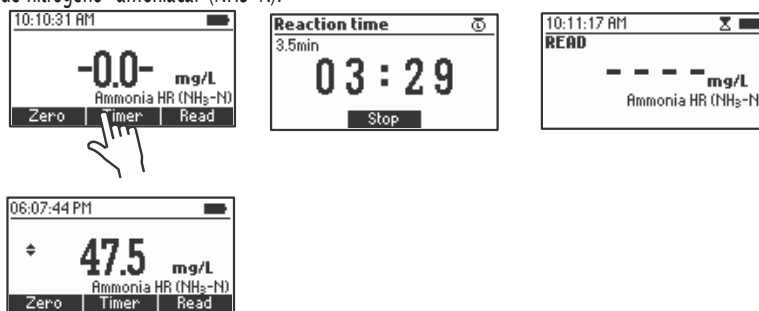 de nitrógeno amoniacal (NH₃-N).
10:10:31 AM
-0.0- mg/L
Ammonia HR (NH₃-N)
Zero Timer Read
Reaction time
3.5min
03:29
Stop
10:11:17 AM
READ
---- mg/L
Ammonia HR (NH₃-N
06:07:44 PM
47.5 mg/L
Ammonia HR (NH₃-N)
Zero Timer Read